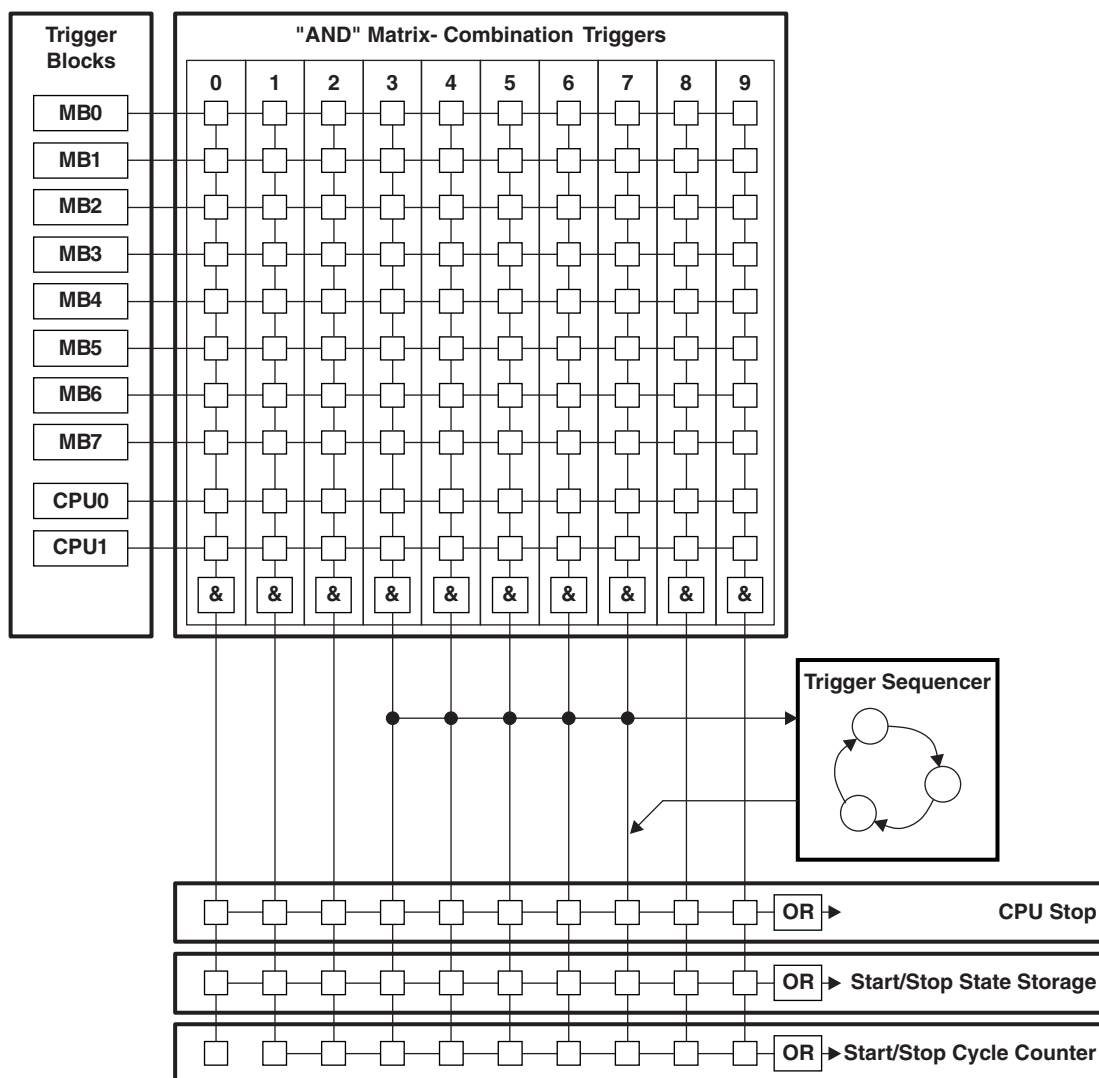 Trigger
Blocks
"AND" Matrix- Combination Triggers
0 1 2 3 4 5 6 7 8 9
MB0
MB1
MB2
MB3
MB4
MB5
MB6
MB7
CPU0
CPU1
& & & & & & & & & &
Trigger Sequencer
OR CPU Stop
OR Start/Stop State Storage
OR Start/Stop Cycle Counter